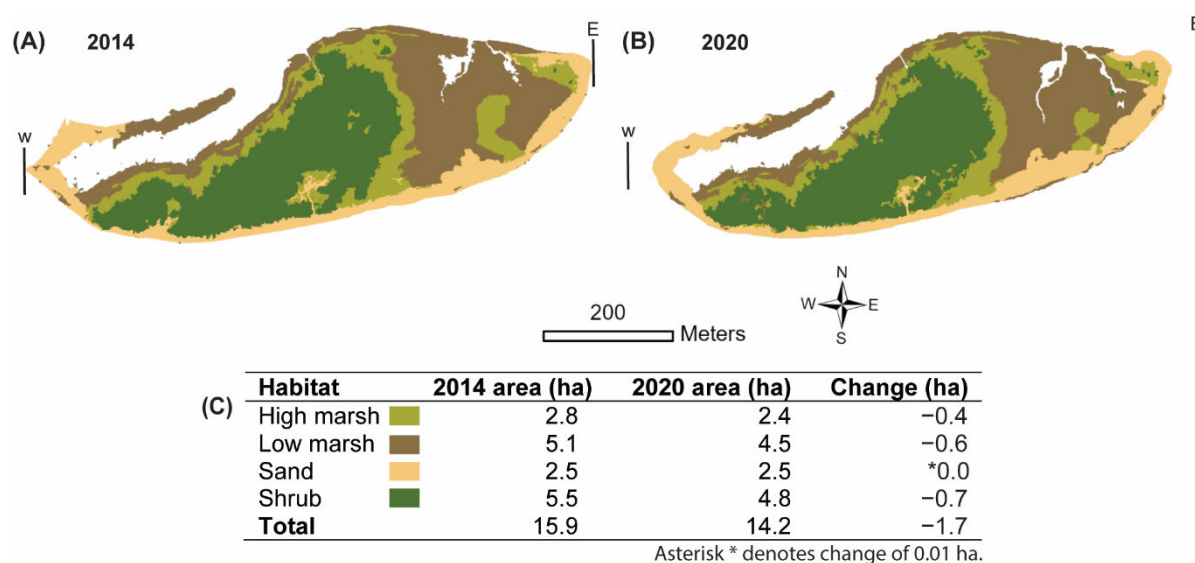 (A) 2014
E
W
(B) 2020
E
W
N
W E
S
200
Meters
(C)
Habitat 2014 area (ha) 2020 area (ha) Change (ha)
High marsh 2.8 2.4 −0.4
Low marsh 5.1 4.5 −0.6
Sand 2.5 2.5 *0.0
Shrub 5.5 4.8 −0.7
Total 15.9 14.2 −1.7
Asterisk * denotes change of 0.01 ha.